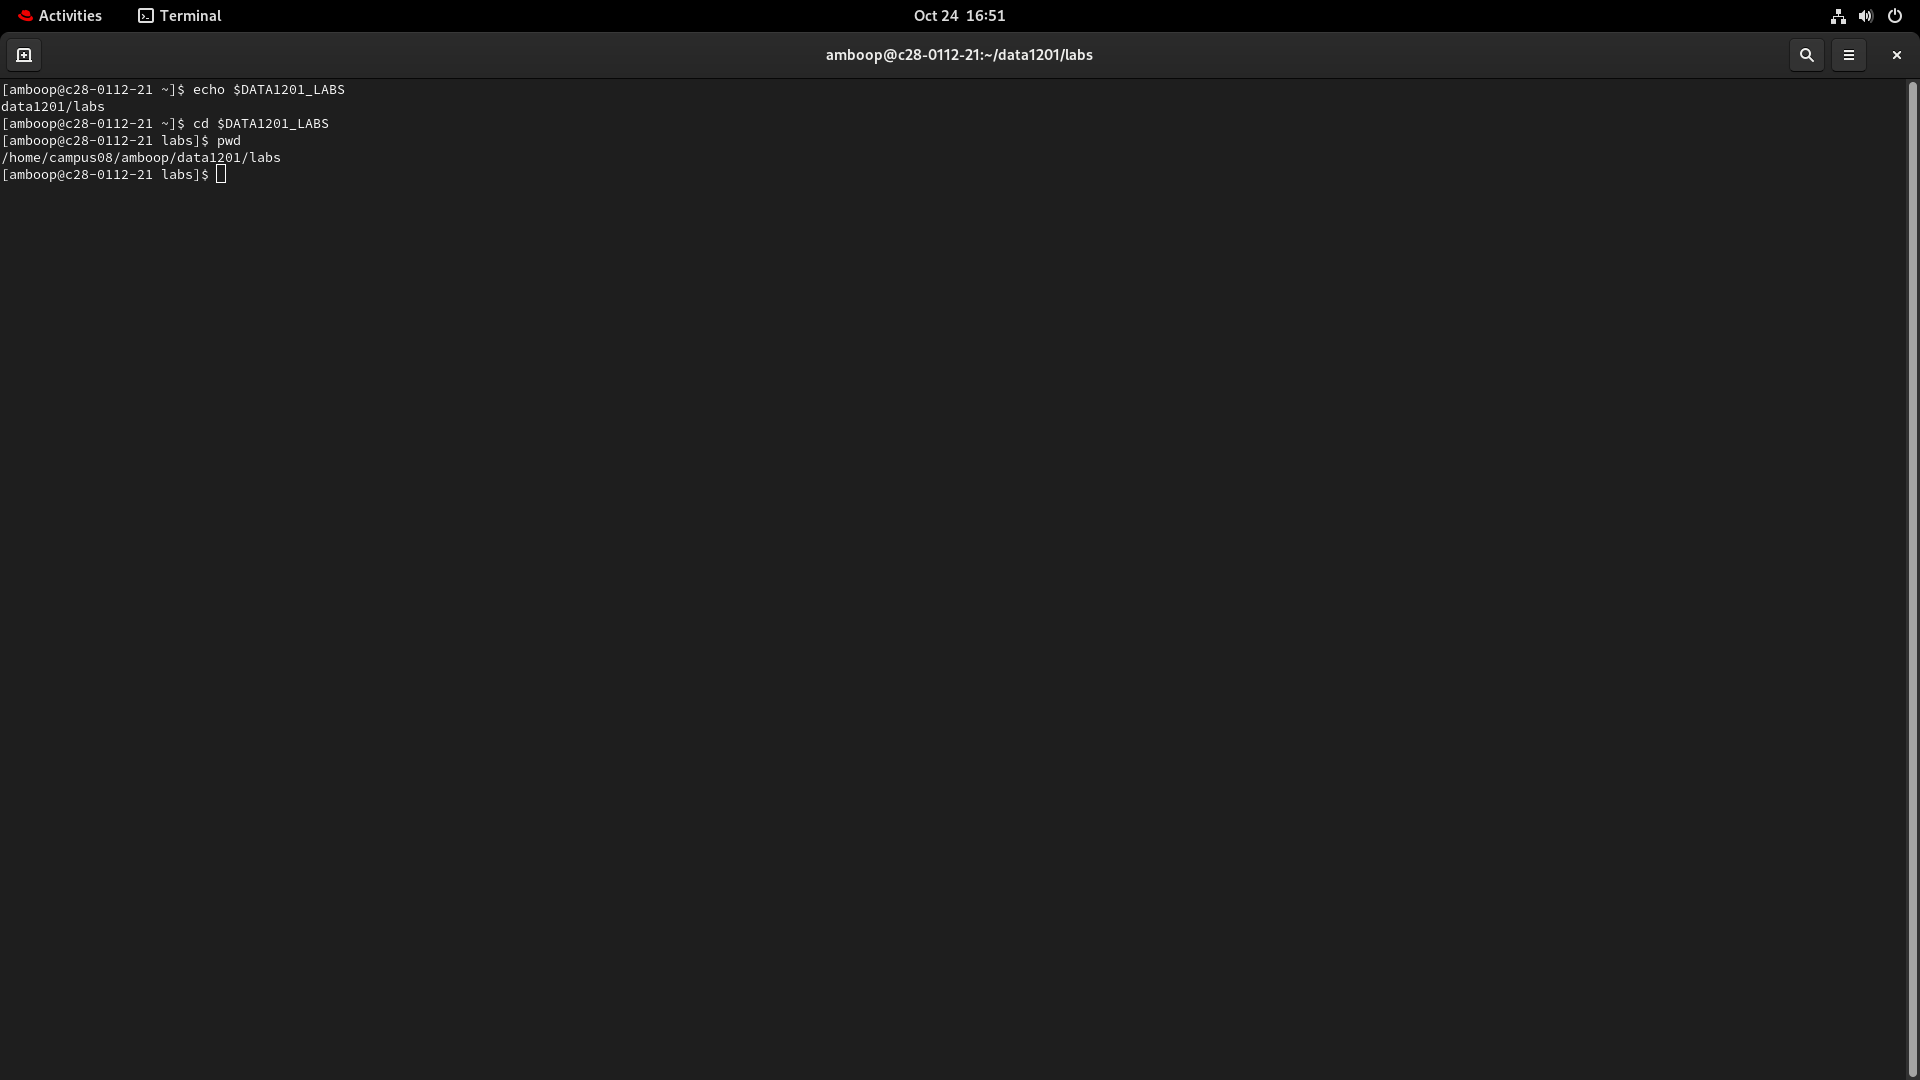 Activities
Terminal
Oct 24 16:51
amboop@c28-0112-21:~/data1201/labs
[amboop@c28-0112-21 ~]$ echo $DATA1201_LABS
data1201/labs
[amboop@c28-0112-21 ~]$ cd $DATA1201_LABS
[amboop@c28-0112-21 labs]$ pwd
/home/campus08/amboop/data1201/labs
[amboop@c28-0112-21 labs]$